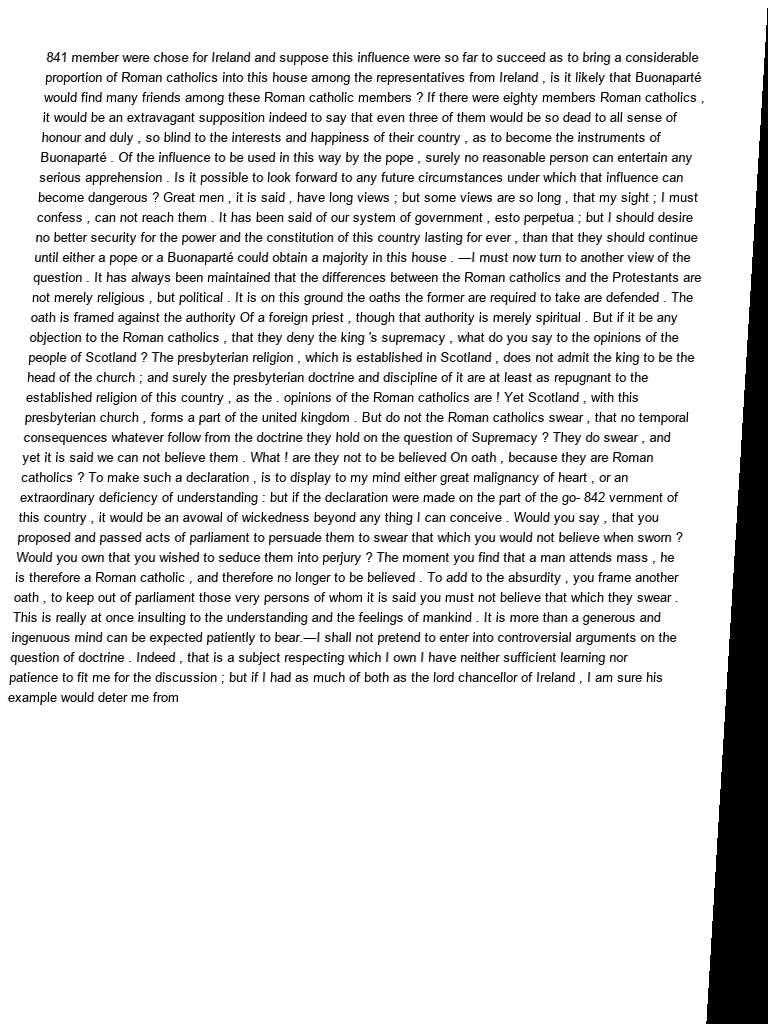 841 member were chose for Ireland and suppose this influence were so far to succeed as to bring a considerable
proportion of Roman catholics into this house among the representatives from Ireland , is it likely that Buonaparté
would find many friends among these Roman catholic members ? If there were eighty members Roman catholics ,
it would be an extravagant supposition indeed to say that even three of them would be so dead to all sense of
honour and duly , so blind to the interests and happiness of their country , as to become the instruments of
Buonaparté . Of the influence to be used in this way by the pope , surely no reasonable person can entertain any
serious apprehension . Is it possible to look forward to any future circumstances under which that influence can
become dangerous ? Great men , it is said , have long views ; but some views are so long , that my sight ; I must
confess , can not reach them . It has been said of our system of government , esto perpetua ; but I should desire
no better security for the power and the constitution of this country lasting for ever , than that they should continue
until either a pope or a Buonaparté could obtain a majority in this house . —I must now turn to another view of the
question . It has always been maintained that the differences between the Roman catholics and the Protestants are
not merely religious , but political . It is on this ground the oaths the former are required to take are defended . The
oath is framed against the authority Of a foreign priest , though that authority is merely spiritual . But if it be any
objection to the Roman catholics , that they deny the king 's supremacy , what do you say to the opinions of the
people of Scotland ? The presbyterian religion , which is established in Scotland , does not admit the king to be the
head of the church ; and surely the presbyterian doctrine and discipline of it are at least as repugnant to the
established religion of this country , as the . opinions of the Roman catholics are ! Yet Scotland , with this
presbyterian church , forms a part of the united kingdom . But do not the Roman catholics swear , that no temporal
consequences whatever follow from the doctrine they hold on the question of Supremacy ? They do swear , and
yet it is said we can not believe them . What ! are they not to be believed On oath , because they are Roman
catholics ? To make such a declaration , is to display to my mind either great malignancy of heart , or an
extraordinary deficiency of understanding : but if the declaration were made on the part of the go- 842 vernment of
this country , it would be an avowal of wickedness beyond any thing I can conceive . Would you say , that you
proposed and passed acts of parliament to persuade them to swear that which you would not believe when sworn ?
Would you own that you wished to seduce them into perjury ? The moment you find that a man attends mass , he
is therefore a Roman catholic , and therefore no longer to be believed . To add to the absurdity , you frame another
oath , to keep out of parliament those very persons of whom it is said you must not believe that which they swear .
This is really at once insulting to the understanding and the feelings of mankind . It is more than a generous and
ingenuous mind can be expected patiently to bear.—I shall not pretend to enter into controversial arguments on the
question of doctrine . Indeed , that is a subject respecting which I own I have neither sufficient learning nor
patience to fit me for the discussion ; but if I had as much of both as the lord chancellor of Ireland , I am sure his
example would deter me from